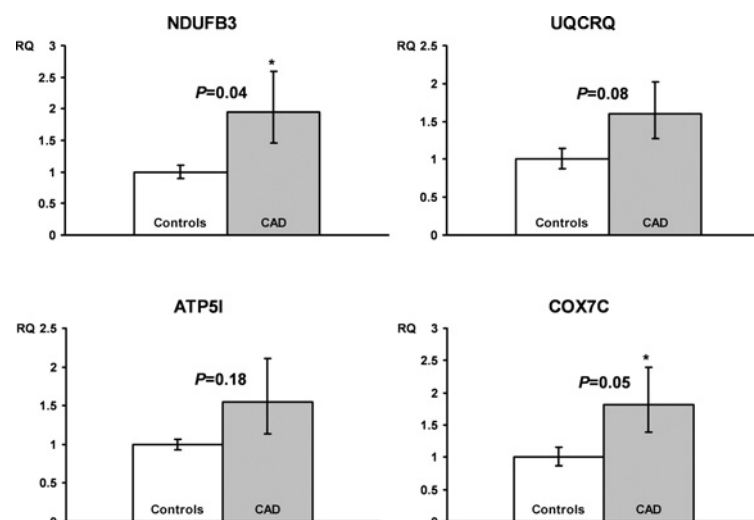 NDUFB3
RQ 3
2.5
2
1.5
1
0.5
0
*
P=0.04
Controls
CAD
UQCRQ
RQ 2.5
2
1.5
1
0.5
0
P=0.08
Controls
CAD
ATP5I
RQ 2.5
2
1.5
1
0.5
0
P=0.18
Controls
CAD
COX7C
RQ 3
2.5
2
1.5
1
0.5
0
*
P=0.05
Controls
CAD